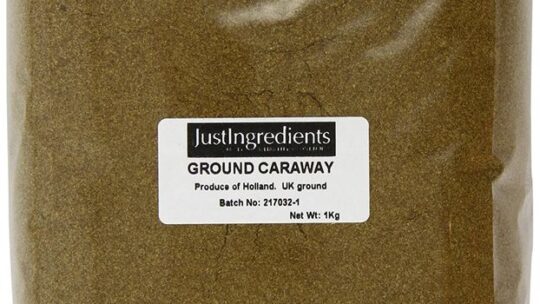 JustIngredients
GROUND CARAWAY
Produce of Holland. UK ground
Batch No: 217032-1
Net Wt: 1Kg